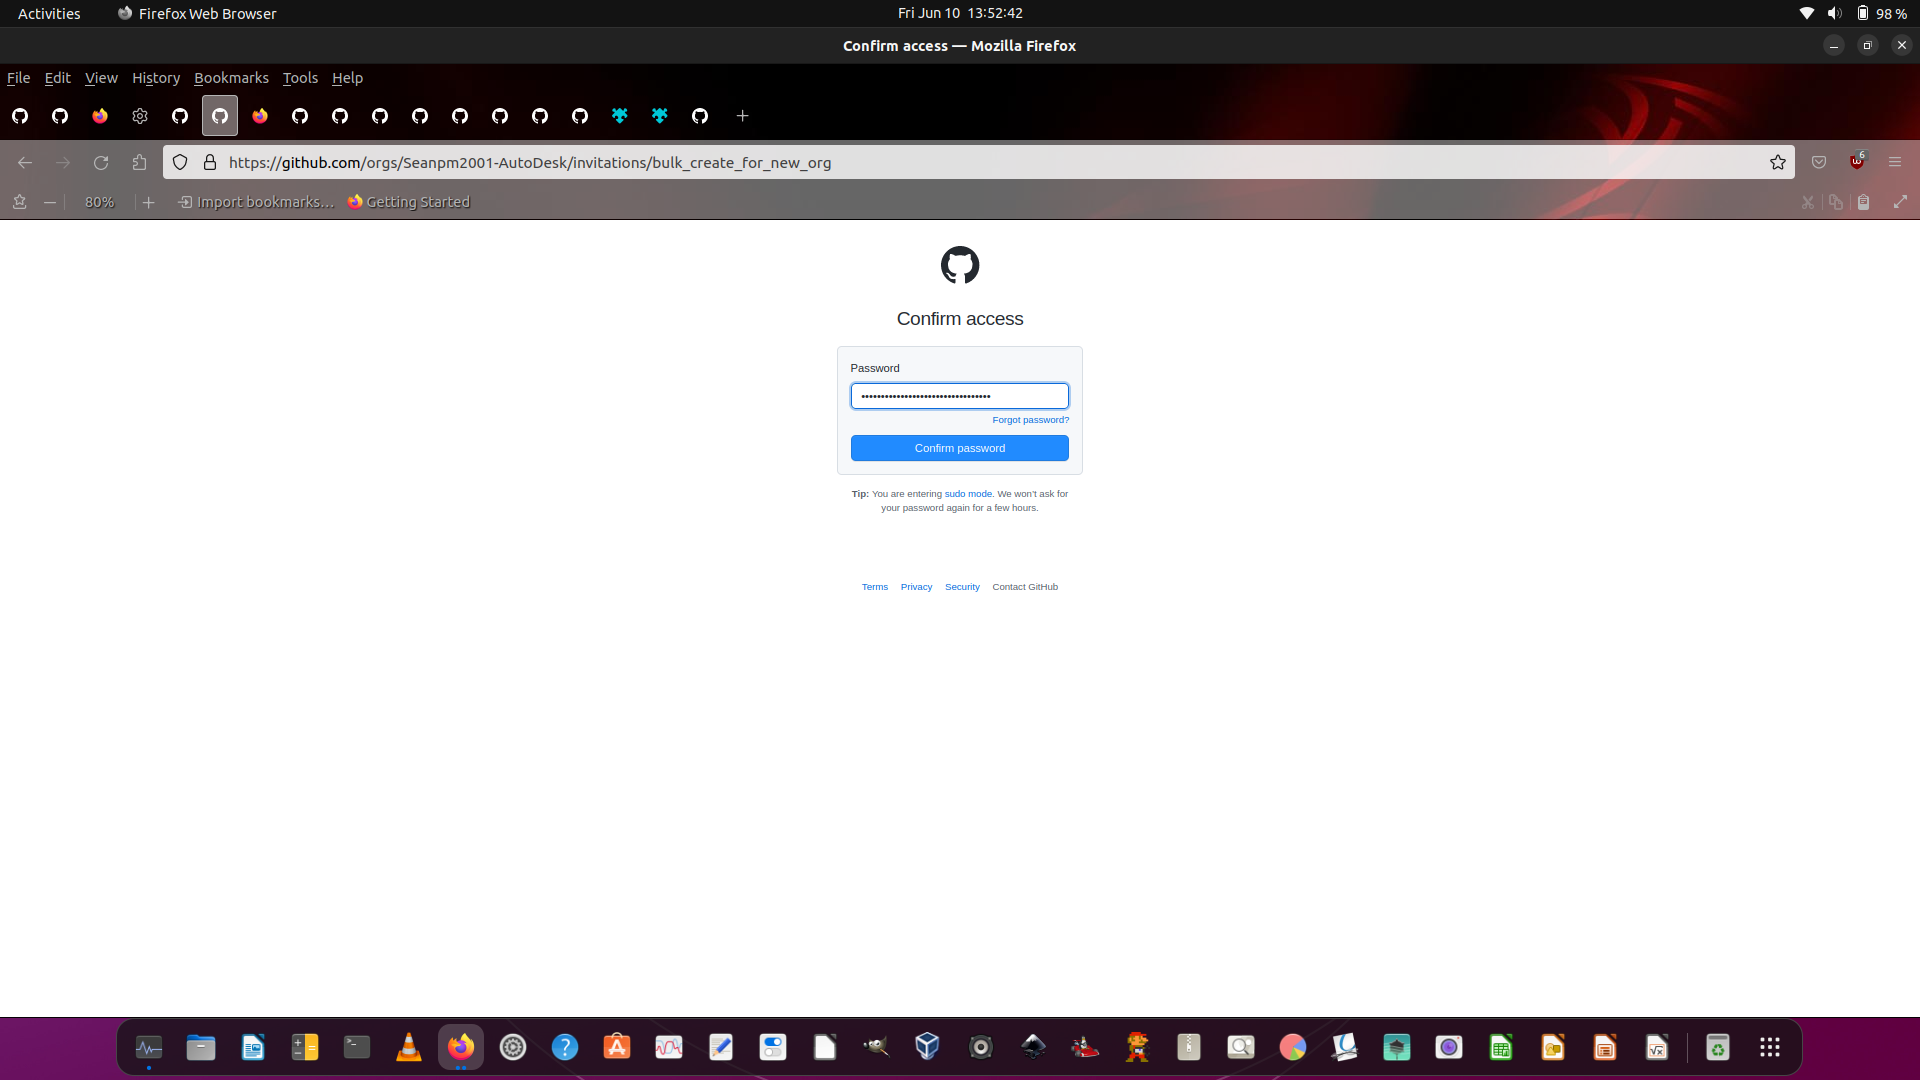 Activities Firefox Web Browser Fri Jun 10 13:52:42 98 %
Confirm access — Mozilla Firefox
File Edit View History Bookmarks Tools Help
https://github.com/orgs/Seanpm2001-AutoDesk/invitations/bulk_create_for_new_org 6
80% Import bookmarks... Getting Started
Confirm access
Password
Forgot password?
Confirm password
Tip: You are entering sudo mode. We won't ask for
your password again for a few hours.
Terms Privacy Security Contact GitHub